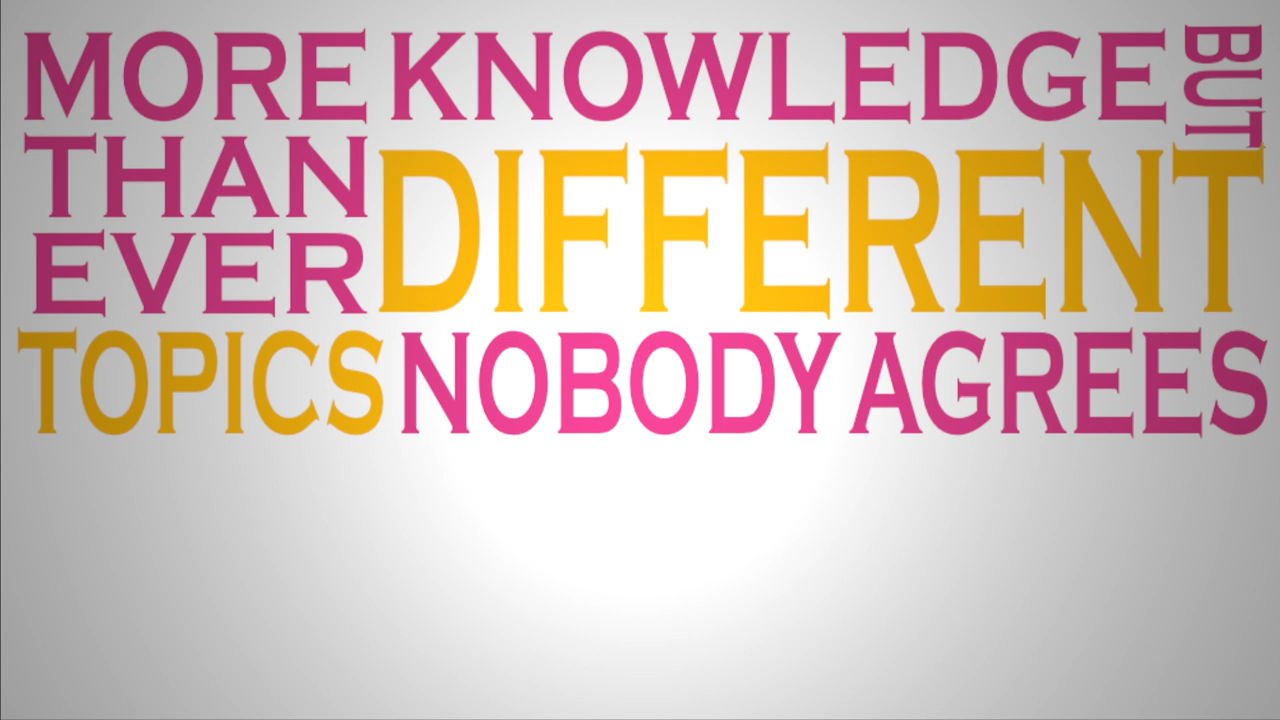 MORE KNOWLEDGE BUT
THAN DIFFERENT
EVER
TOPICS NOBODY AGREES